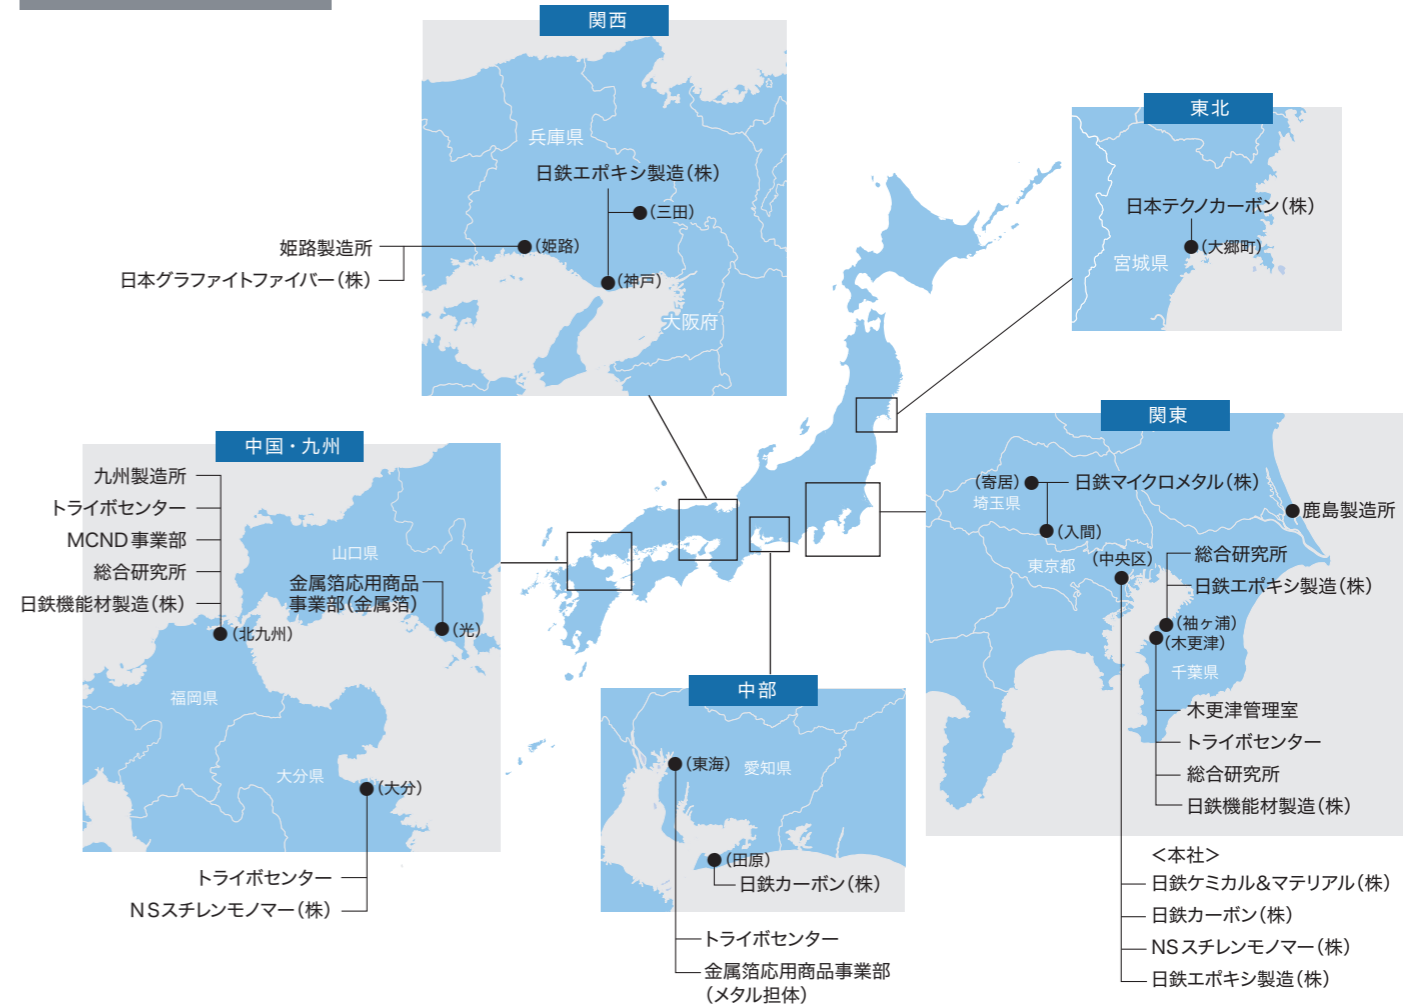 関西
兵庫県
日鉄エポキシ製造(株)
(三田)
姫路製造所
(姫路)
日本グラファイトファイバー(株)
(神戸)
大阪府
東北
日本テクノカーボン(株)
(大郷町)
宮城県
中国・九州
九州製造所
トライボセンター
MCND事業部
総合研究所
日鉄機能材製造(株)
(北九州)
山口県
金属箔応用商品
事業部(金属箔)
(光)
福岡県
大分県
(大分)
トライボセンター
NSスチレンモノマー(株)
中部
(東海)
愛知県
(田原)
日鉄カーボン(株)
トライボセンター
金属箔応用商品事業部
(メタル担体)
関東
(寄居)
日鉄マイクロメタル(株)
埼玉県
(入間)
鹿島製造所
東京都
(中央区)
総合研究所
日鉄エポキシ製造(株)
(袖ヶ浦)
(木更津)
千葉県
木更津管理室
トライボセンター
総合研究所
日鉄機能材製造(株)
<本社>
日鉄ケミカル&マテリアル(株)
日鉄カーボン(株)
NSスチレンモノマー(株)
日鉄エポキシ製造(株)